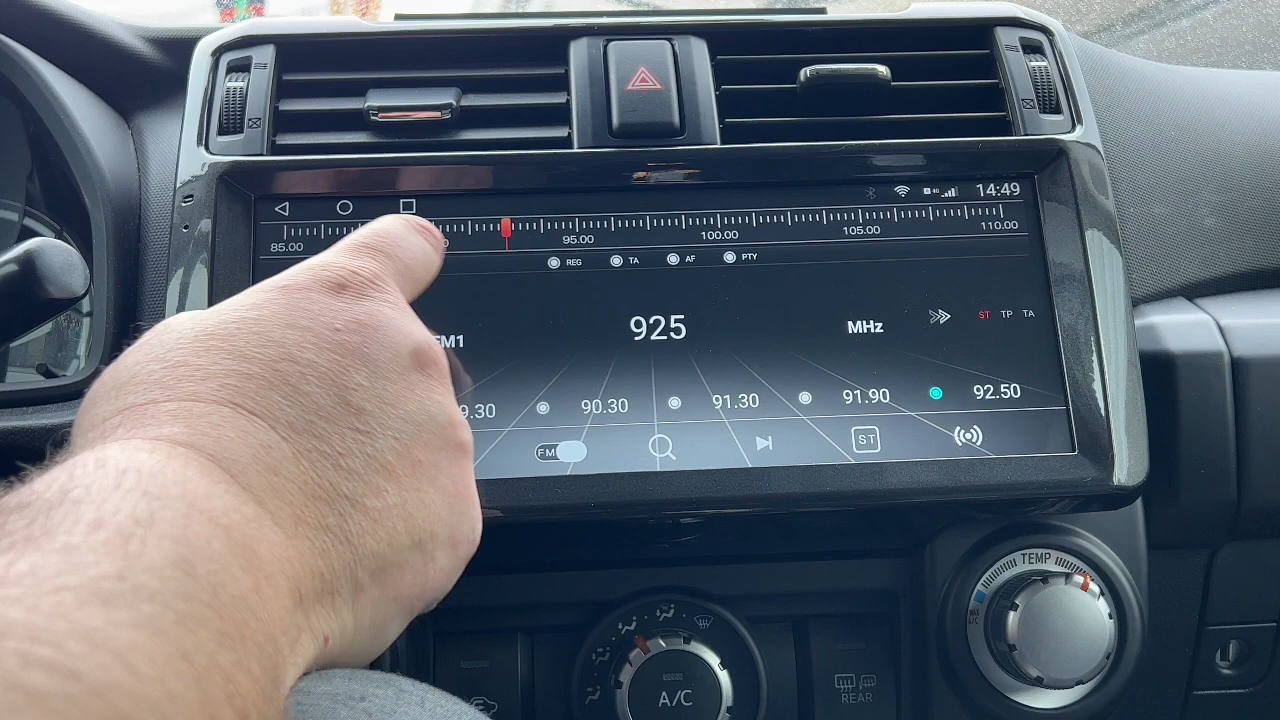 14:49
85.00 95.00 100.00 105.00 110.00
REG TA AF PTY
925 MHz ST TP TA
FM1
9.30 90.30 91.30 91.90 92.50
FM ST
TEMP
MAX A/C
A/C
REAR